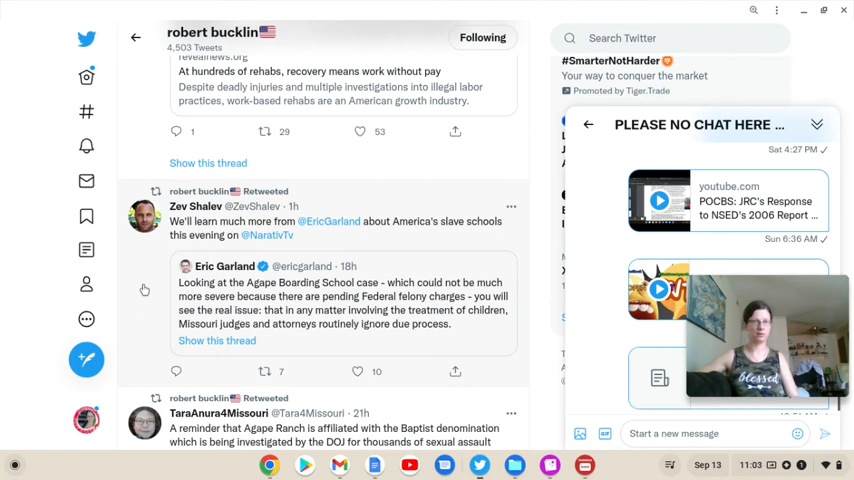 robert bucklin🇺🇸
4,503 Tweets
Following
Search Twitter
revealnews.org
At hundreds of rehabs, recovery means work without pay
Despite deadly injuries and multiple investigations into illegal labor
practices, work-based rehabs are an American growth industry.
1
29
53
Show this thread
robert bucklin🇺🇸 Retweeted
Zev Shalev @ZevShalev · 1h
We'll learn much more from @EricGarland about America's slave schools
this evening on @NarativTv
Eric Garland @ericgarland · 18h
Looking at the Agape Boarding School case - which could not be much
more severe because there are pending Federal felony charges - you will
see the real issue: that in any matter involving the treatment of children,
Missouri judges and attorneys routinely ignore due process.
Show this thread
7
10
robert bucklin🇺🇸 Retweeted
TaraAnura4Missouri @Tara4Missouri · 21h
A reminder that Agape Ranch is affiliated with the Baptist denomination
which is being investigated by the DOJ for thousands of sexual assault
#SmarterNotHarder
Your way to conquer the market
Promoted by Tiger.Trade
PLEASE NO CHAT HERE ...
Sat 4:27 PM
youtube.com
POCBS: JRC's Response
to NSED's 2006 Report ...
Sun 6:36 AM
blessed
Start a new message
Sep 13
11:03